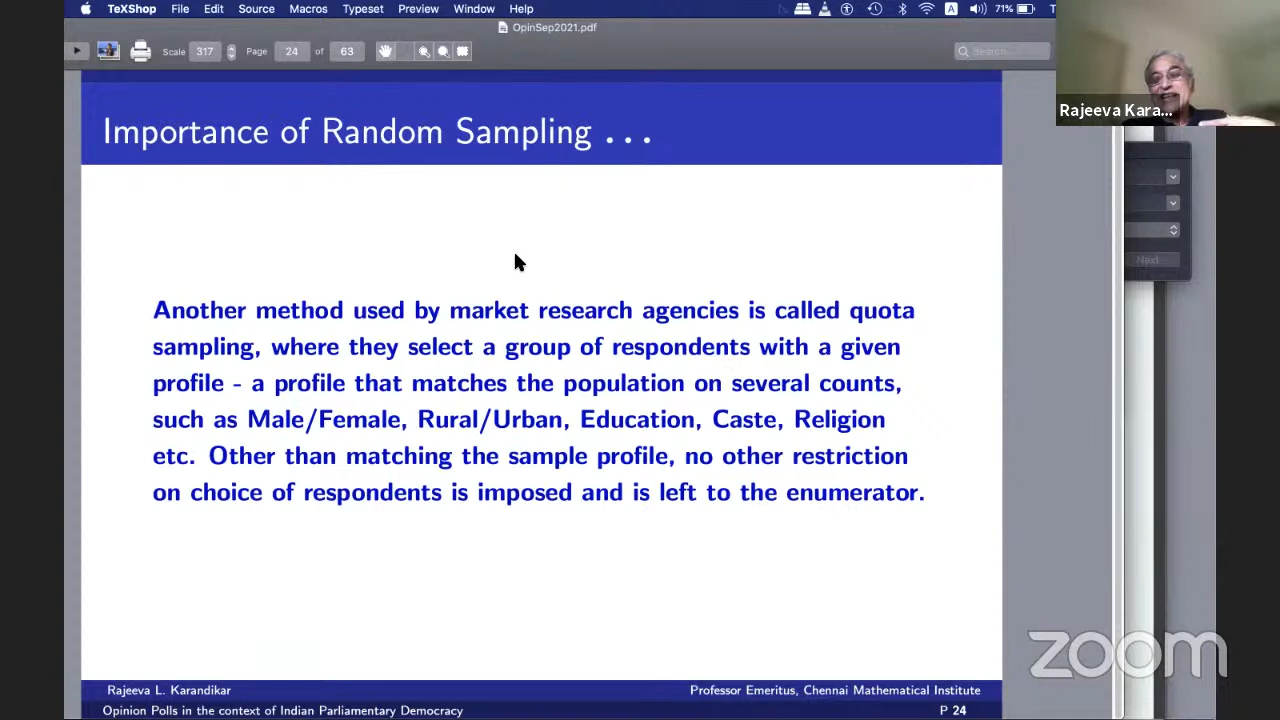 TeXShop File Edit Source Macros Typeset Preview Window Help 71%
OpinSep2021.pdf
Scale 317 Page 24 of 63 Search
Rajeeva Kara...
Importance of Random Sampling ...
Next
Another method used by market research agencies is called quota
sampling, where they select a group of respondents with a given
profile - a profile that matches the population on several counts,
such as Male/Female, Rural/Urban, Education, Caste, Religion
etc. Other than matching the sample profile, no other restriction
on choice of respondents is imposed and is left to the enumerator.
zoom
Rajeeva L. Karandikar Professor Emeritus, Chennai Mathematical Institute
Opinion Polls in the context of Indian Parliamentary Democracy P 24